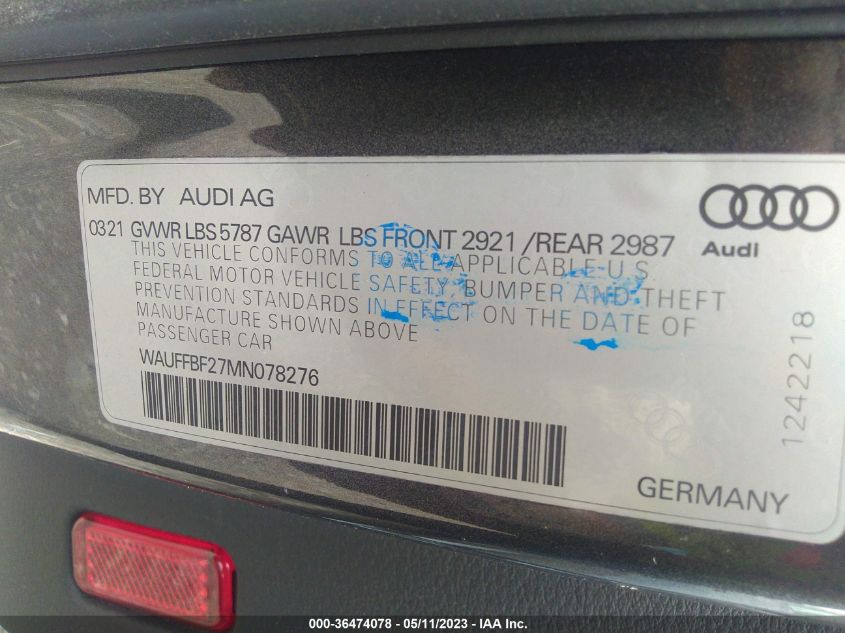 MFD. BY AUDI AG
0321 GVWR LBS 5787 GAWR LBS FRONT 2921 /REAR 2987
THIS VEHICLE CONFORMS TO ALL APPLICABLE U.S.
FEDERAL MOTOR VEHICLE SAFETY, BUMPER AND THEFT
PREVENTION STANDARDS IN EFFECT ON THE DATE OF
MANUFACTURE SHOWN ABOVE
PASSENGER CAR
WAUFFBF27MN078276
Audi
1242218
GERMANY
000-36474078 - 05/11/2023 - IAA Inc.